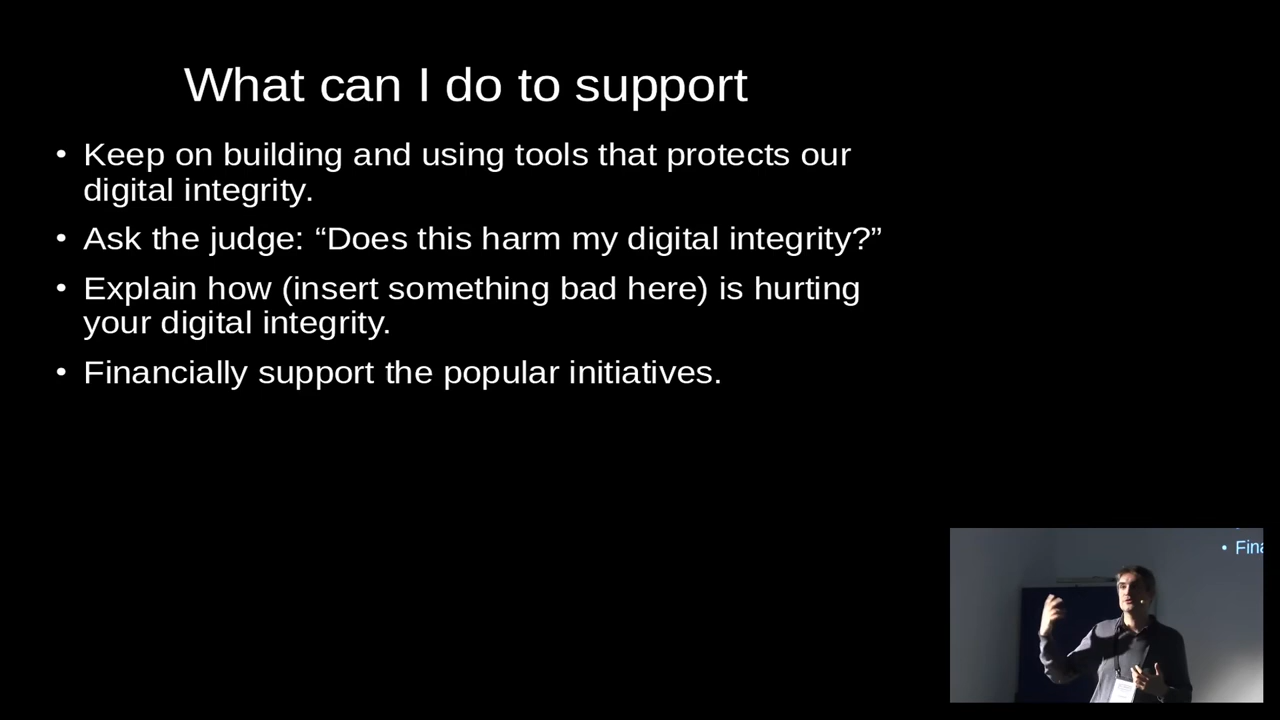 What can I do to support
• Keep on building and using tools that protects our
digital integrity.
• Ask the judge: “Does this harm my digital integrity?”
• Explain how (insert something bad here) is hurting
your digital integrity.
• Financially support the popular initiatives.
• Fina